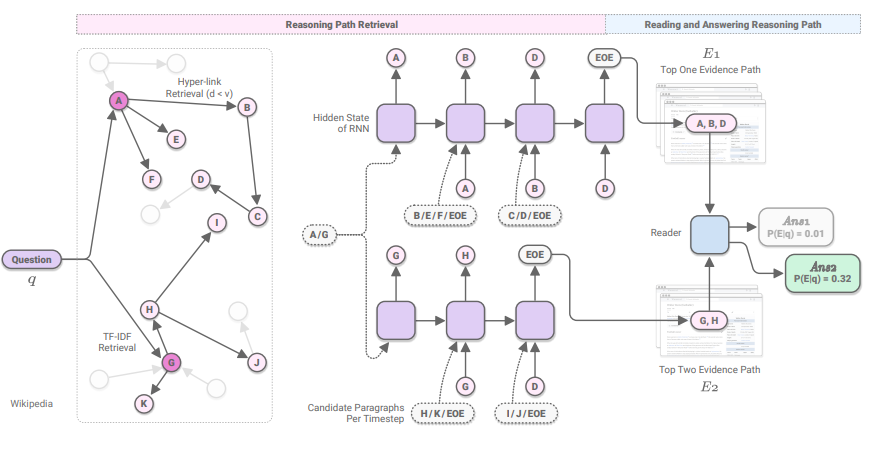 Reasoning Path Retrieval
Reading and Answering Reasoning Path
Hyper-link
Retrieval (d < v)
A
B
E
F
D
C
I
Question
q
H
TF-IDF
Retrieval
G
J
K
Wikipedia
A
B
D
EOE
Hidden State
of RNN
A
B
D
B/E/F/EOE
C/D/EOE
A/G
G
H
EOE
G
D
Candidate Paragraphs
Per Timestep
H/K/EOE
I/J/EOE
E1
Top One Evidence Path
A, B, D
Reader
Ans1
P(E|q) = 0.01
Ans2
P(E|q) = 0.32
G, H
Top Two Evidence Path
E2